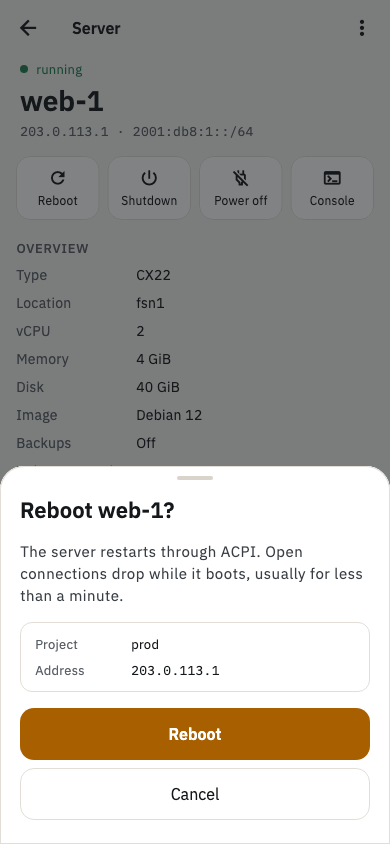 Server
running
web-1
203.0.113.1 · 2001:db8:1::/64
Reboot
Shutdown
Power off
Console
OVERVIEW
Type CX22
Location fsn1
vCPU 2
Memory 4 GiB
Disk 40 GiB
Image Debian 12
Backups Off
Reboot web-1?
The server restarts through ACPI. Open
connections drop while it boots, usually for less
than a minute.
Project prod
Address 203.0.113.1
Reboot
Cancel